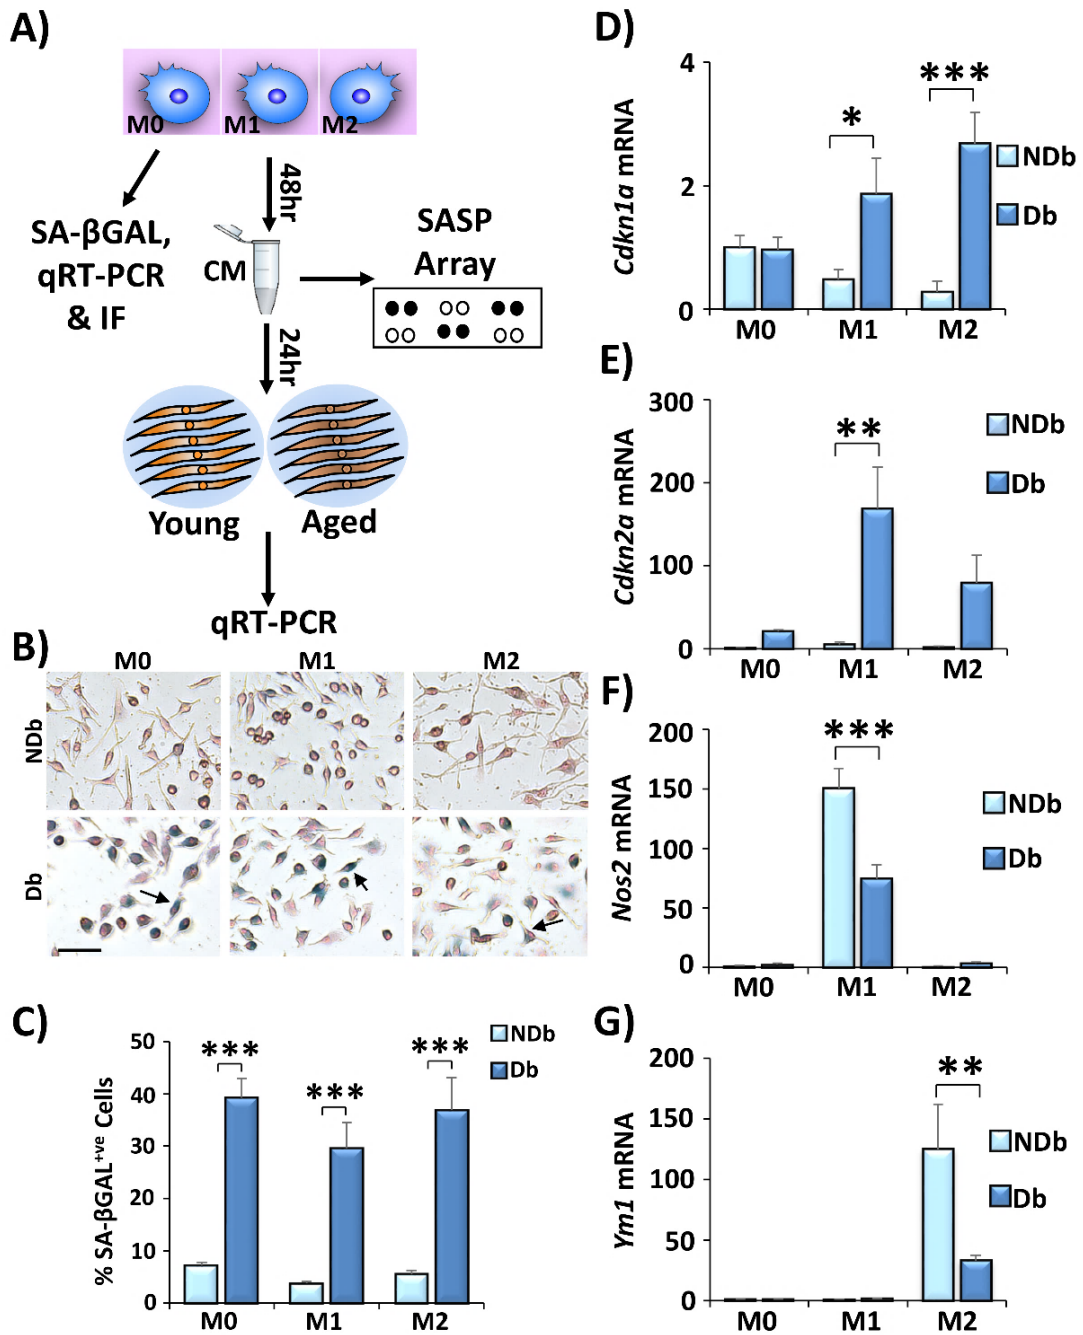 A)
M0
M1
M2
SA-βGAL,
qRT-PCR
& IF
48hr
CM
SASP
Array
24hr
Young
Aged
qRT-PCR
B)
M0
M1
M2
NDb
Db
C)
% SA-βGAL+ve Cells
50
40
30
20
10
0
***
***
***
M0
M1
M2
NDb
Db
D)
Cdkn1a mRNA
4
2
0
*
***
M0
M1
M2
NDb
Db
E)
Cdkn2a mRNA
300
200
100
0
**
M0
M1
M2
NDb
Db
F)
Nos2 mRNA
200
150
100
50
0
***
M0
M1
M2
NDb
Db
G)
Ym1 mRNA
200
150
100
50
0
**
M0
M1
M2
NDb
Db